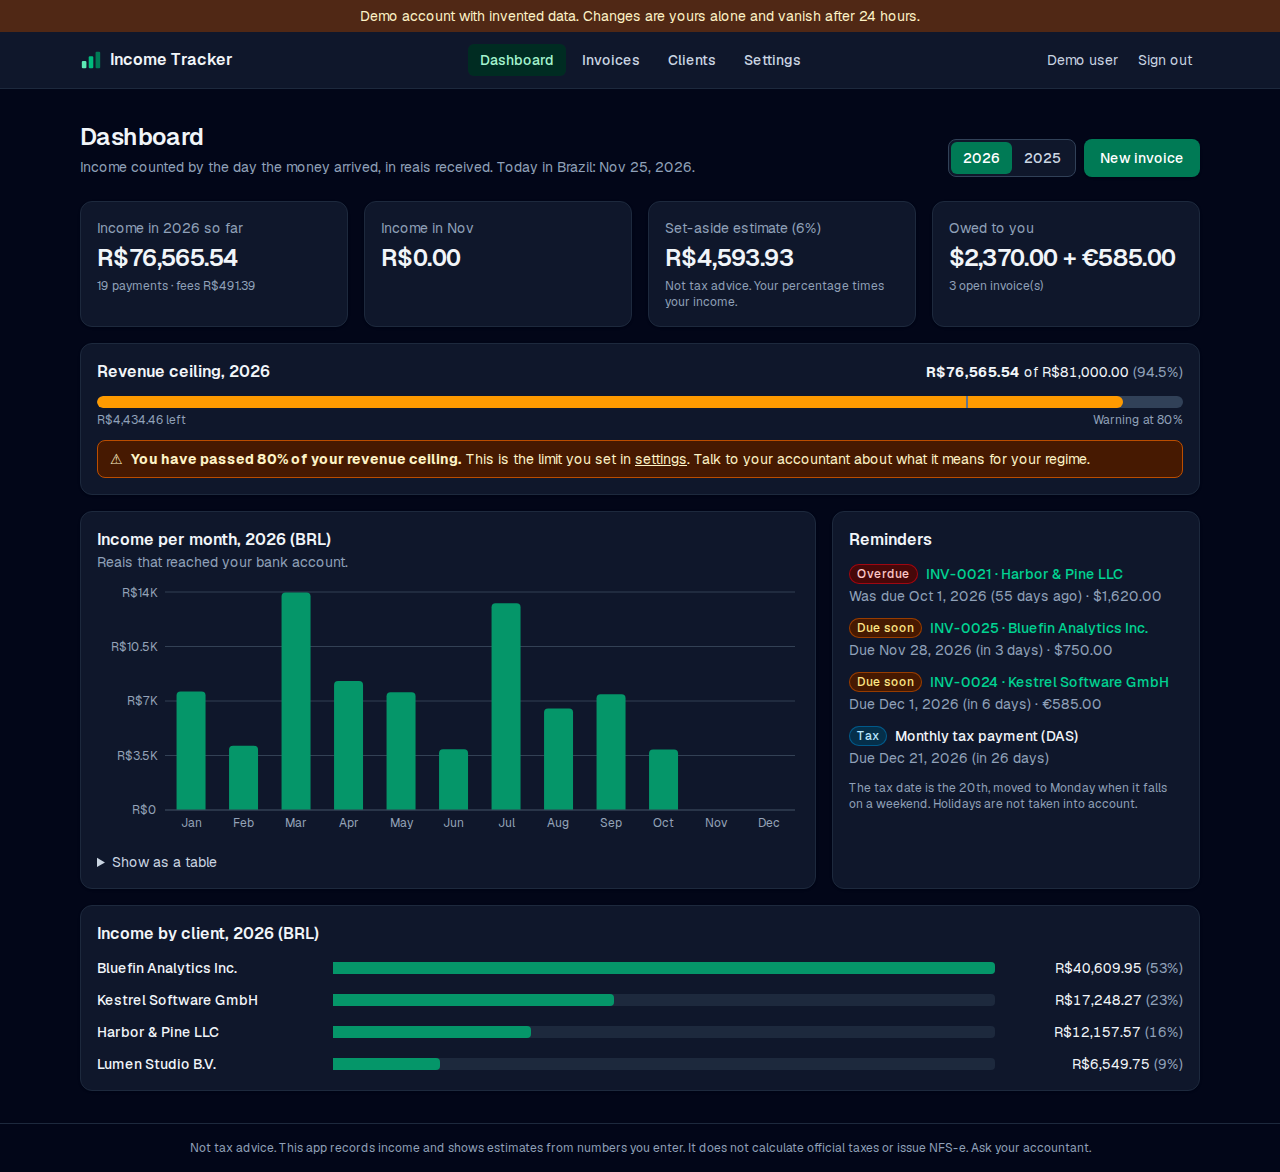 Demo account with invented data. Changes are yours alone and vanish after 24 hours.
Income Tracker
Dashboard
Invoices
Clients
Settings
Demo user
Sign out
Dashboard
Income counted by the day the money arrived, in reais received. Today in Brazil: Nov 25, 2026.
2026
2025
New invoice
Income in 2026 so far
R$76,565.54
19 payments · fees R$491.39
Income in Nov
R$0.00
Set-aside estimate (6%)
R$4,593.93
Not tax advice. Your percentage times
your income.
Owed to you
$2,370.00 + €585.00
3 open invoice(s)
Revenue ceiling, 2026
R$76,565.54 of R$81,000.00 (94.5%)
R$4,434.46 left
Warning at 80%
⚠ You have passed 80% of your revenue ceiling. This is the limit you set in settings. Talk to your accountant about what it means for your regime.
Income per month, 2026 (BRL)
Reais that reached your bank account.
R$14K
R$10.5K
R$7K
R$3.5K
R$0
Jan Feb Mar Apr May Jun Jul Aug Sep Oct Nov Dec
▶ Show as a table
Reminders
Overdue INV-0021 · Harbor & Pine LLC
Was due Oct 1, 2026 (55 days ago) · $1,620.00
Due soon INV-0025 · Bluefin Analytics Inc.
Due Nov 28, 2026 (in 3 days) · $750.00
Due soon INV-0024 · Kestrel Software GmbH
Due Dec 1, 2026 (in 6 days) · €585.00
Tax Monthly tax payment (DAS)
Due Dec 21, 2026 (in 26 days)
The tax date is the 20th, moved to Monday when it falls
on a weekend. Holidays are not taken into account.
Income by client, 2026 (BRL)
Bluefin Analytics Inc. R$40,609.95 (53%)
Kestrel Software GmbH R$17,248.27 (23%)
Harbor & Pine LLC R$12,157.57 (16%)
Lumen Studio B.V. R$6,549.75 (9%)
Not tax advice. This app records income and shows estimates from numbers you enter. It does not calculate official taxes or issue NFS-e. Ask your accountant.